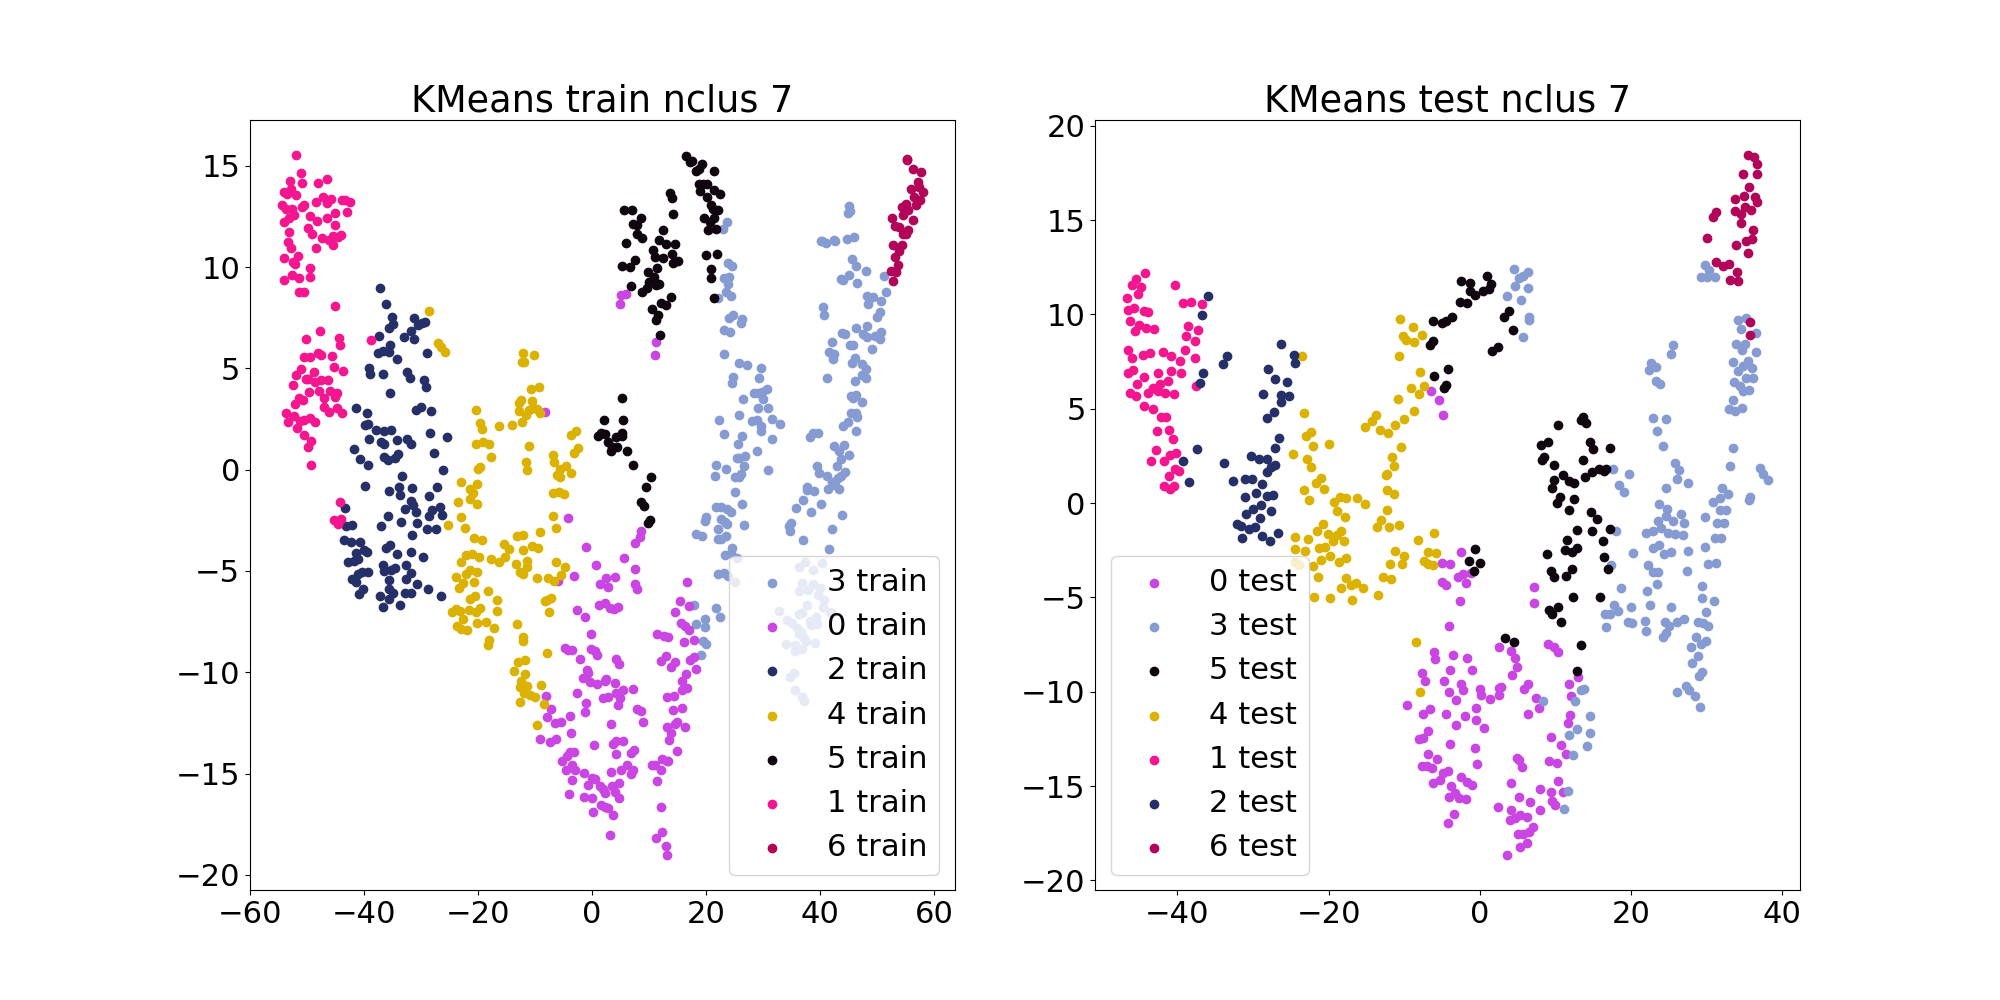 KMeans train nclus 7
15
10
5
0
−5
−10
−15
−20
−60
−40
−20
0
20
40
60
3 train
0 train
2 train
4 train
5 train
1 train
6 train
KMeans test nclus 7
20
15
10
5
0
−5
−10
−15
−20
−40
−20
0
20
40
0 test
3 test
5 test
4 test
1 test
2 test
6 test